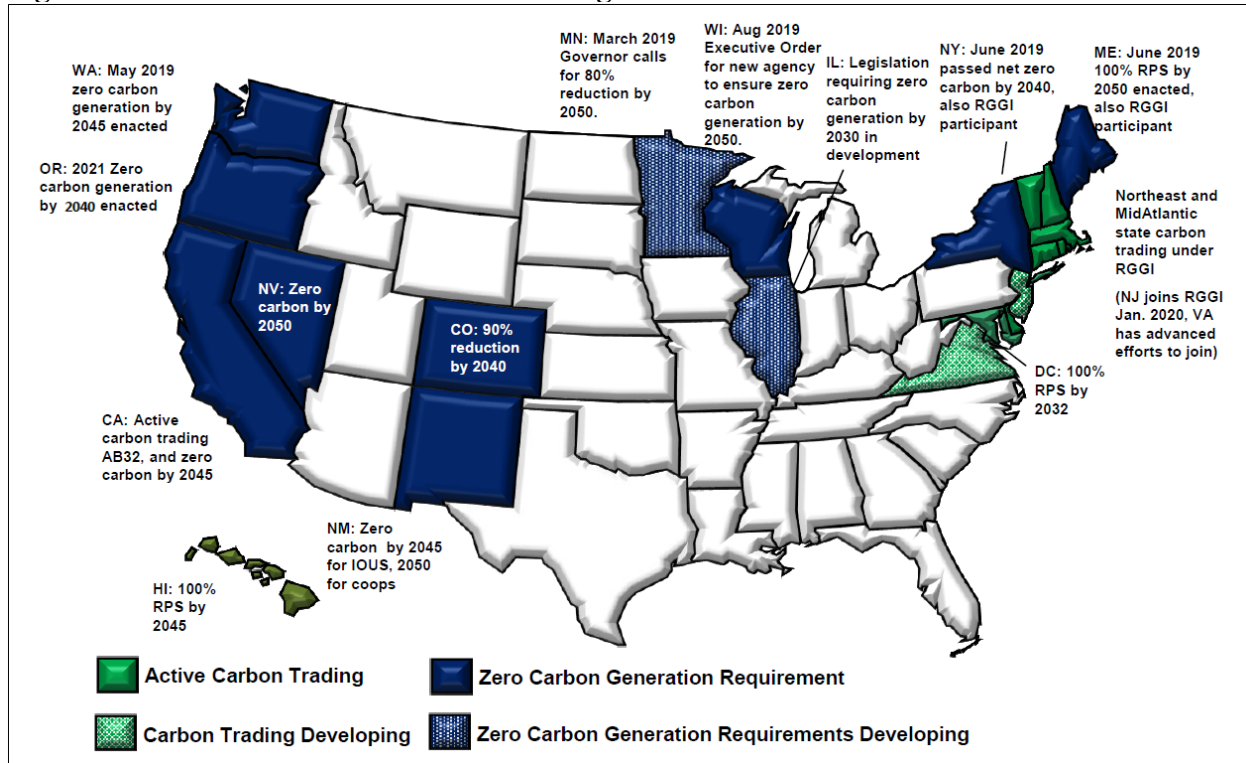 MN: March 2019
Governor calls
for 80%
reduction by
2050.
WI: Aug 2019
Executive Order
for new agency
to ensure zero
carbon
generation by
2050.
IL: Legislation
requiring zero
carbon
generation by
2030 in
development
NY: June 2019
passed net zero
carbon by 2040,
also RGGI
participant
ME: June 2019
100% RPS by
2050 enacted,
also RGGI
participant
WA: May 2019
zero carbon
generation by
2045 enacted
OR: 2021 Zero
carbon generation
by 2040 enacted
Northeast and
MidAtlantic
state carbon
trading under
RGGI
(NJ joins RGGI
Jan. 2020, VA
has advanced
efforts to join)
NV: Zero
carbon by
2050
CO: 90%
reduction
by 2040
DC: 100%
RPS by
2032
CA: Active
carbon trading
AB32, and zero
carbon by 2045
NM: Zero
carbon by 2045
for IOUS, 2050
for coops
HI: 100%
RPS by
2045
Active Carbon Trading
Zero Carbon Generation Requirement
Carbon Trading Developing
Zero Carbon Generation Requirements Developing